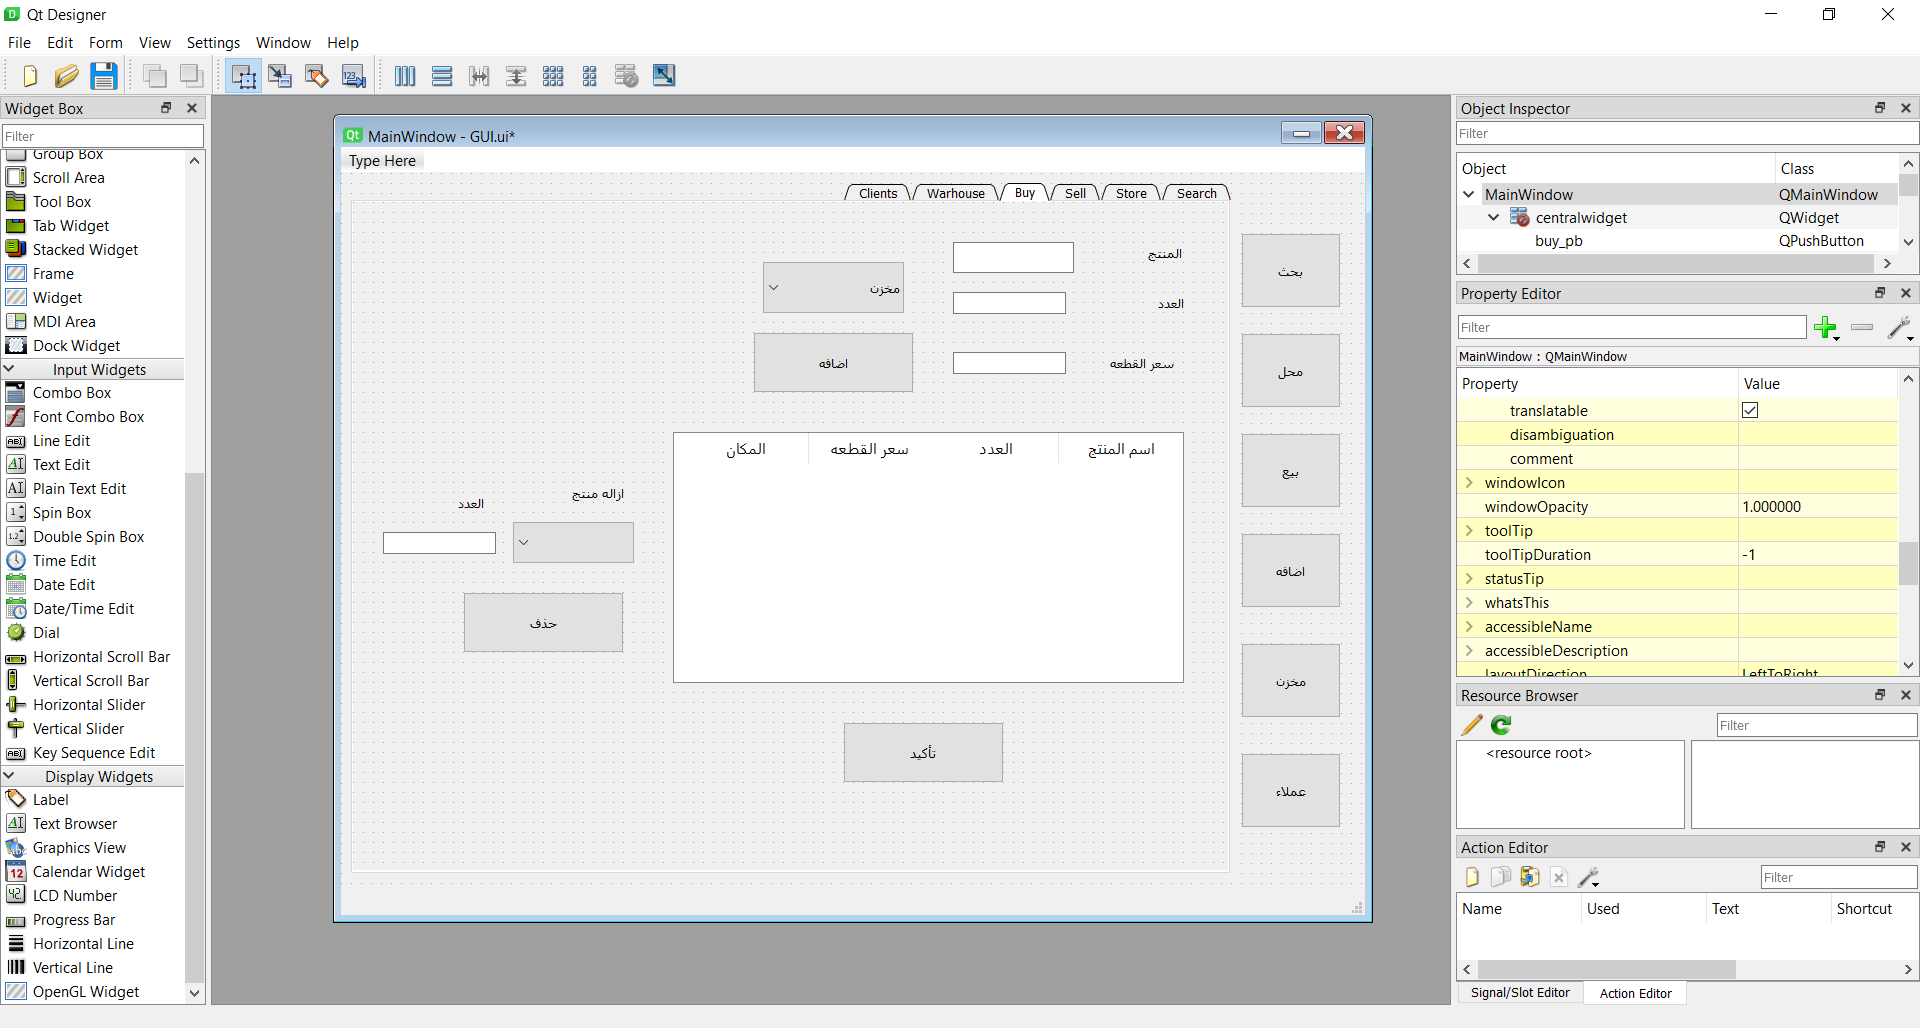 Qt Designer
File Edit Form View Settings Window Help
Widget Box
Filter
Group Box
Scroll Area
Tool Box
Tab Widget
Stacked Widget
Frame
Widget
MDI Area
Dock Widget
Input Widgets
Combo Box
Font Combo Box
Line Edit
Text Edit
Plain Text Edit
Spin Box
Double Spin Box
Time Edit
Date Edit
Date/Time Edit
Dial
Horizontal Scroll Bar
Vertical Scroll Bar
Horizontal Slider
Vertical Slider
Key Sequence Edit
Display Widgets
Label
Text Browser
Graphics View
Calendar Widget
LCD Number
Progress Bar
Horizontal Line
Vertical Line
OpenGL Widget
MainWindow - GUI.ui*
Type Here
Clients Warhouse Buy Sell Store Search
المنتج
مخزن
العدد
اضافه
سعر القطعه
اسم المنتج العدد سعر القطعه المكان
ازاله منتج
العدد
حذف
تأكيد
بحث
محل
بيع
اضافه
مخزن
عملاء
Object Inspector
Filter
Object Class
MainWindow QMainWindow
centralwidget QWidget
buy_pb QPushButton
Property Editor
Filter
MainWindow : QMainWindow
Property Value
translatable
disambiguation
comment
windowIcon
windowOpacity 1.000000
toolTip
toolTipDuration -1
statusTip
whatsThis
accessibleName
accessibleDescription
layoutDirection LeftToRight
Resource Browser
Filter
<resource root>
Action Editor
Filter
Name Used Text Shortcut
Signal/Slot Editor Action Editor